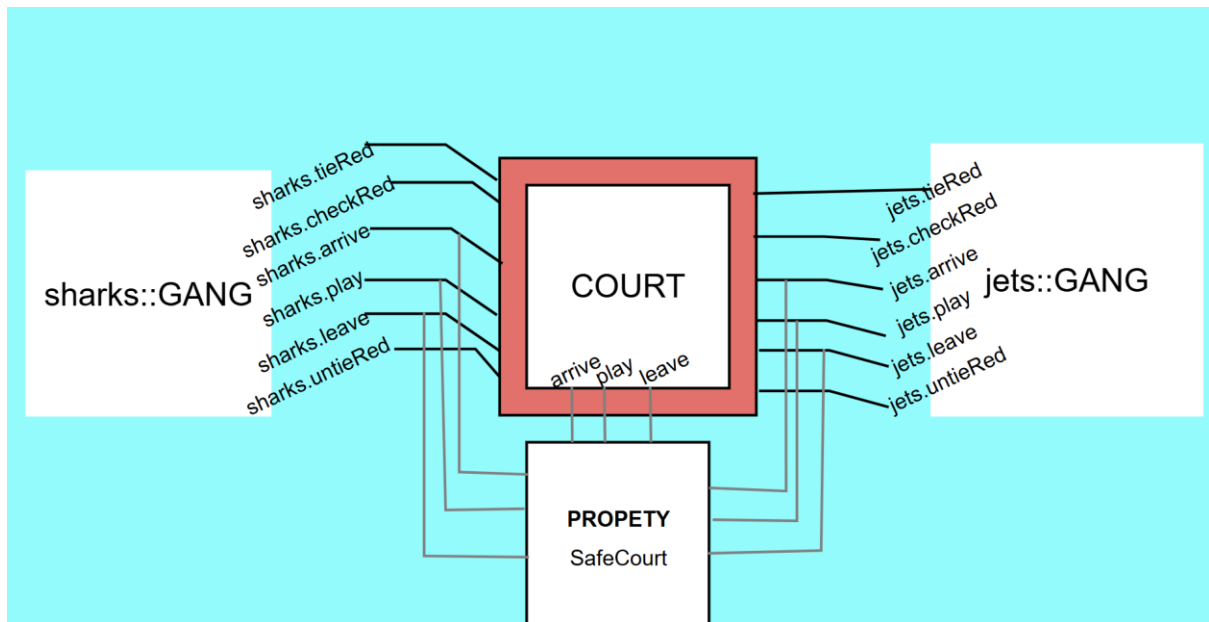 sharks::GANG
sharks.tieRed
sharks.checkRed
sharks.arrive
sharks.play
sharks.leave
sharks.untieRed
COURT
arrive
play
leave
jets.tieRed
jets.checkRed
jets.arrive
jets.play
jets.leave
jets.untieRed
jets::GANG
PROPETY
SafeCourt